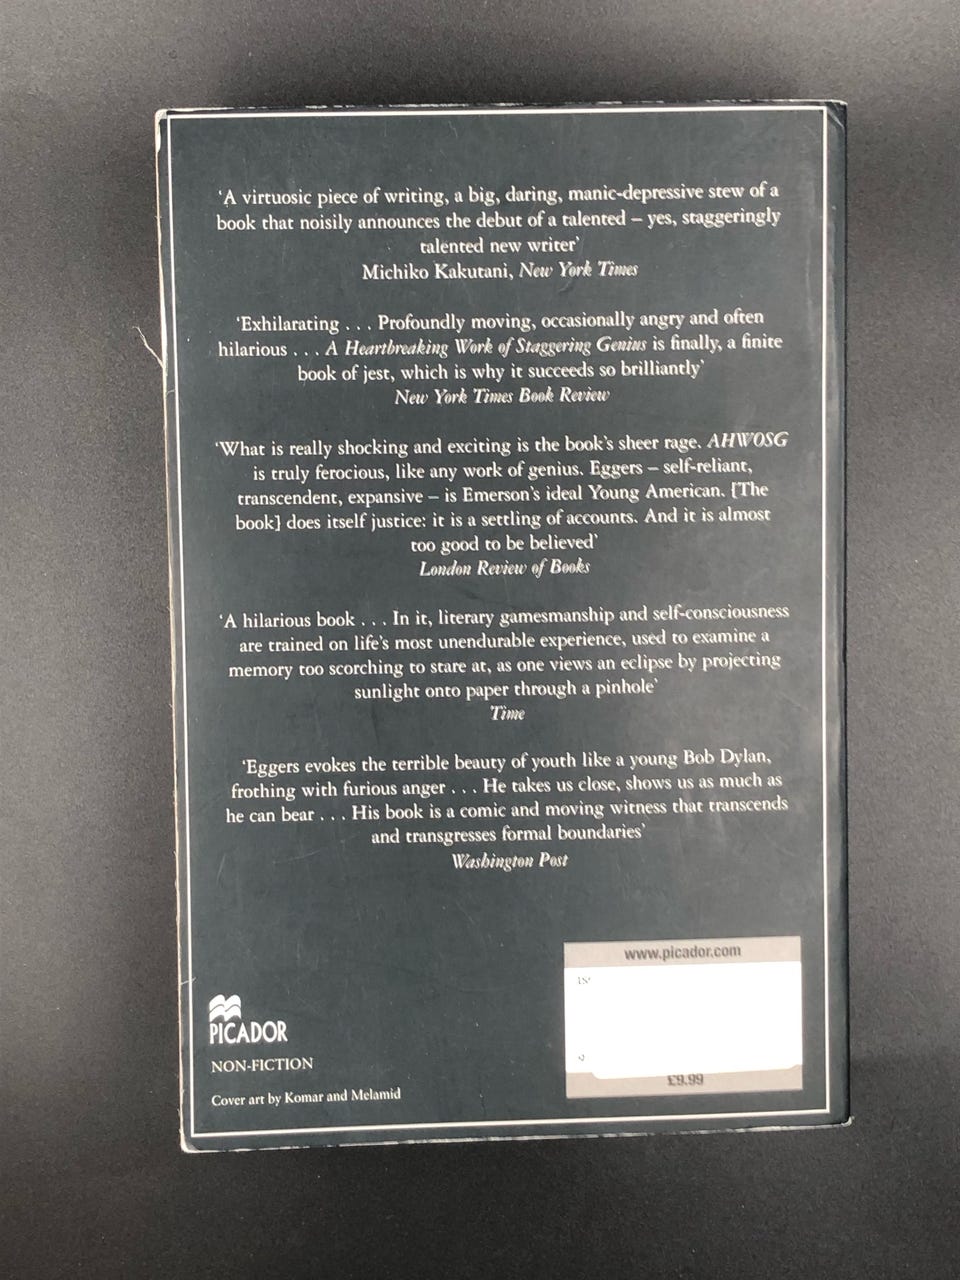 ‘A virtuosic piece of writing, a big, daring, manic-depressive stew of a
book that noisily announces the debut of a talented – yes, staggeringly
talented new writer’
Michiko Kakutani, New York Times
‘Exhilarating . . . Profoundly moving, occasionally angry and often
hilarious . . . A Heartbreaking Work of Staggering Genius is finally, a finite
book of jest, which is why it succeeds so brilliantly’
New York Times Book Review
‘What is really shocking and exciting is the book’s sheer rage. AHWOSG
is truly ferocious, like any work of genius. Eggers – self-reliant,
transcendent, expansive – is Emerson’s ideal Young American. [The
book] does itself justice: it is a settling of accounts. And it is almost
too good to be believed’
London Review of Books
‘A hilarious book . . . In it, literary gamesmanship and self-consciousness
are trained on life’s most unendurable experience, used to examine a
memory too scorching to stare at, as one views an eclipse by projecting
sunlight onto paper through a pinhole’
Time
‘Eggers evokes the terrible beauty of youth like a young Bob Dylan,
frothing with furious anger . . . He takes us close, shows us as much as
he can bear . . . His book is a comic and moving witness that transcends
and transgresses formal boundaries’
Washington Post
www.picador.com
£9.99
PICADOR
NON-FICTION
Cover art by Komar and Melamid